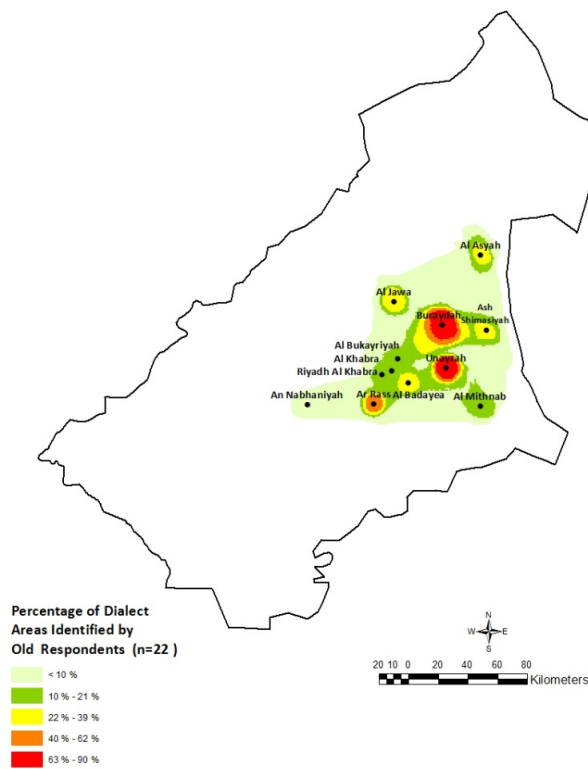 Al Asyah
Al Jawa
Buraydah
Ash
Shimasiyah
Al Bukayriyah
Al Khabra
Unayzah
Riyadh Al Khabra
An Nabhaniyah
Ar Rass
Al Badayea
Al Mithnab
Percentage of Dialect
Areas Identified by
Old Respondents (n=22 )
< 10 %
10 % - 21 %
22 % - 39 %
40 % - 62 %
63 % - 90 %
N
W
E
S
20 10 0 20 40 60 80
Kilometers